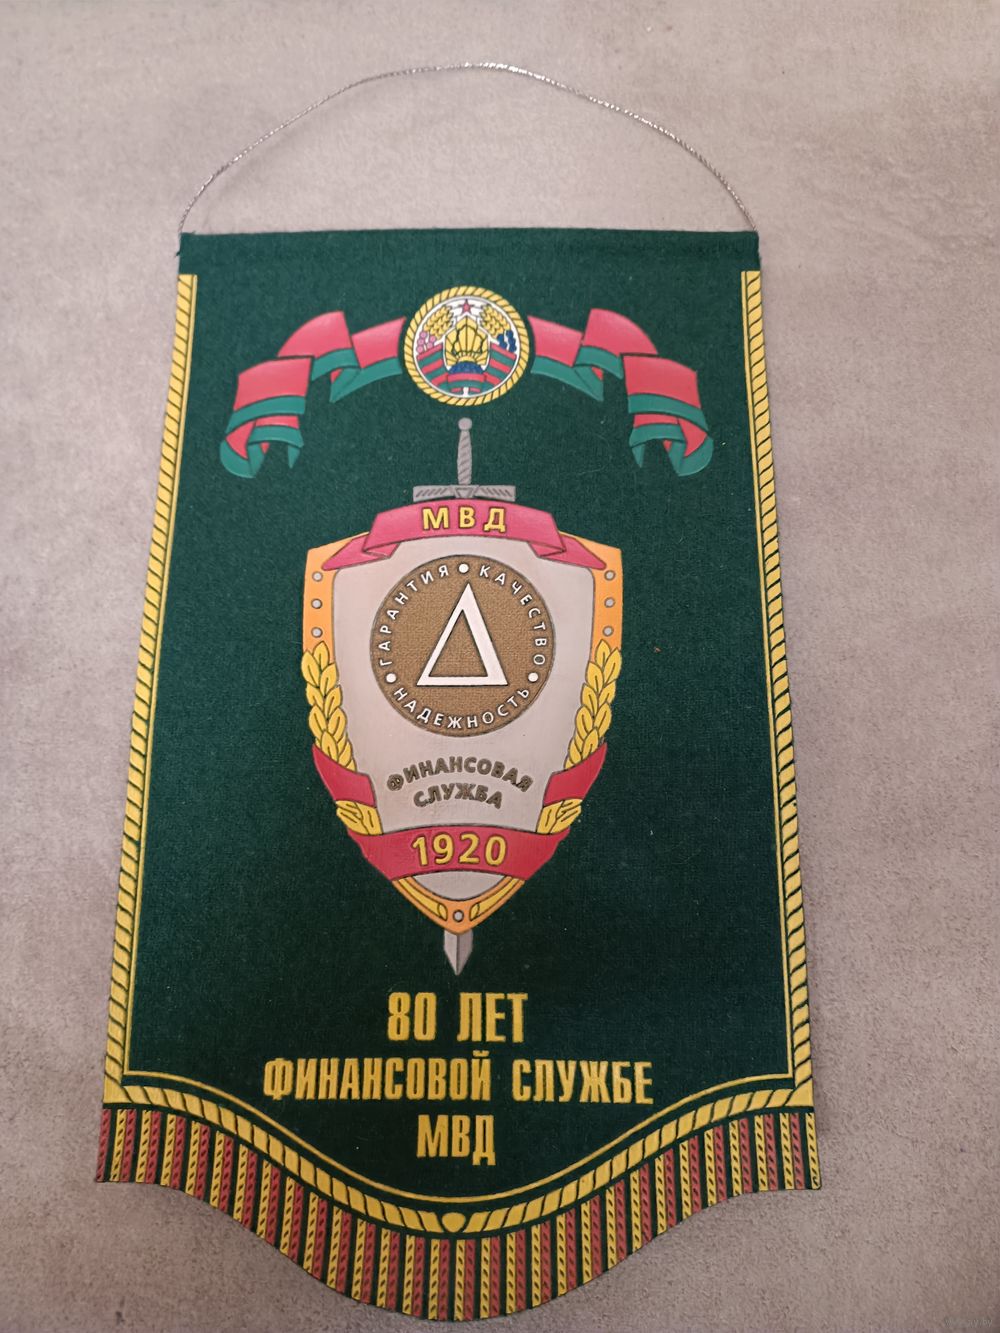 МВД
ГАРАНТИЯ • КАЧЕСТВО • НАДЕЖНОСТЬ •
ФИНАНСОВАЯ
СЛУЖБА
1920
80 ЛЕТ
ФИНАНСОВОЙ СЛУЖБЕ
МВД